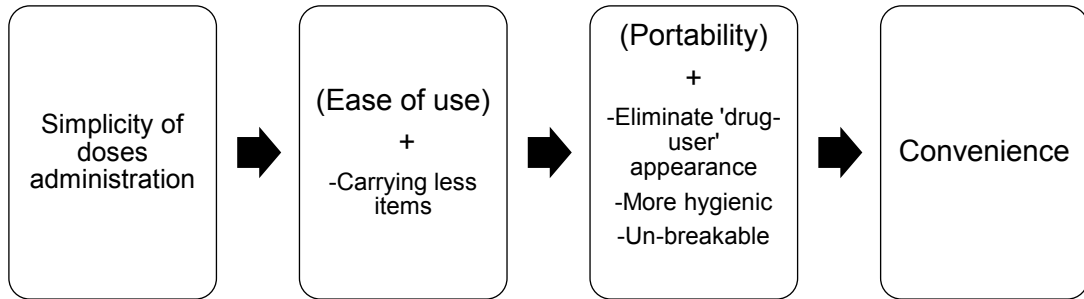 Simplicity of
doses
administration
(Ease of use)
+
-Carrying less
items
(Portability)
+
-Eliminate 'drug-
user'
appearance
-More hygienic
-Un-breakable
Convenience